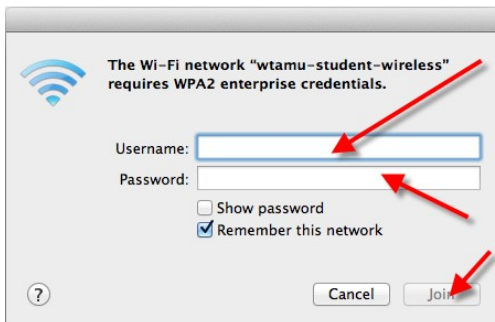 The Wi-Fi network “wtamu-student-wireless”
requires WPA2 enterprise credentials.
Username:
Password:
Show password
Remember this network
?
Cancel
Join